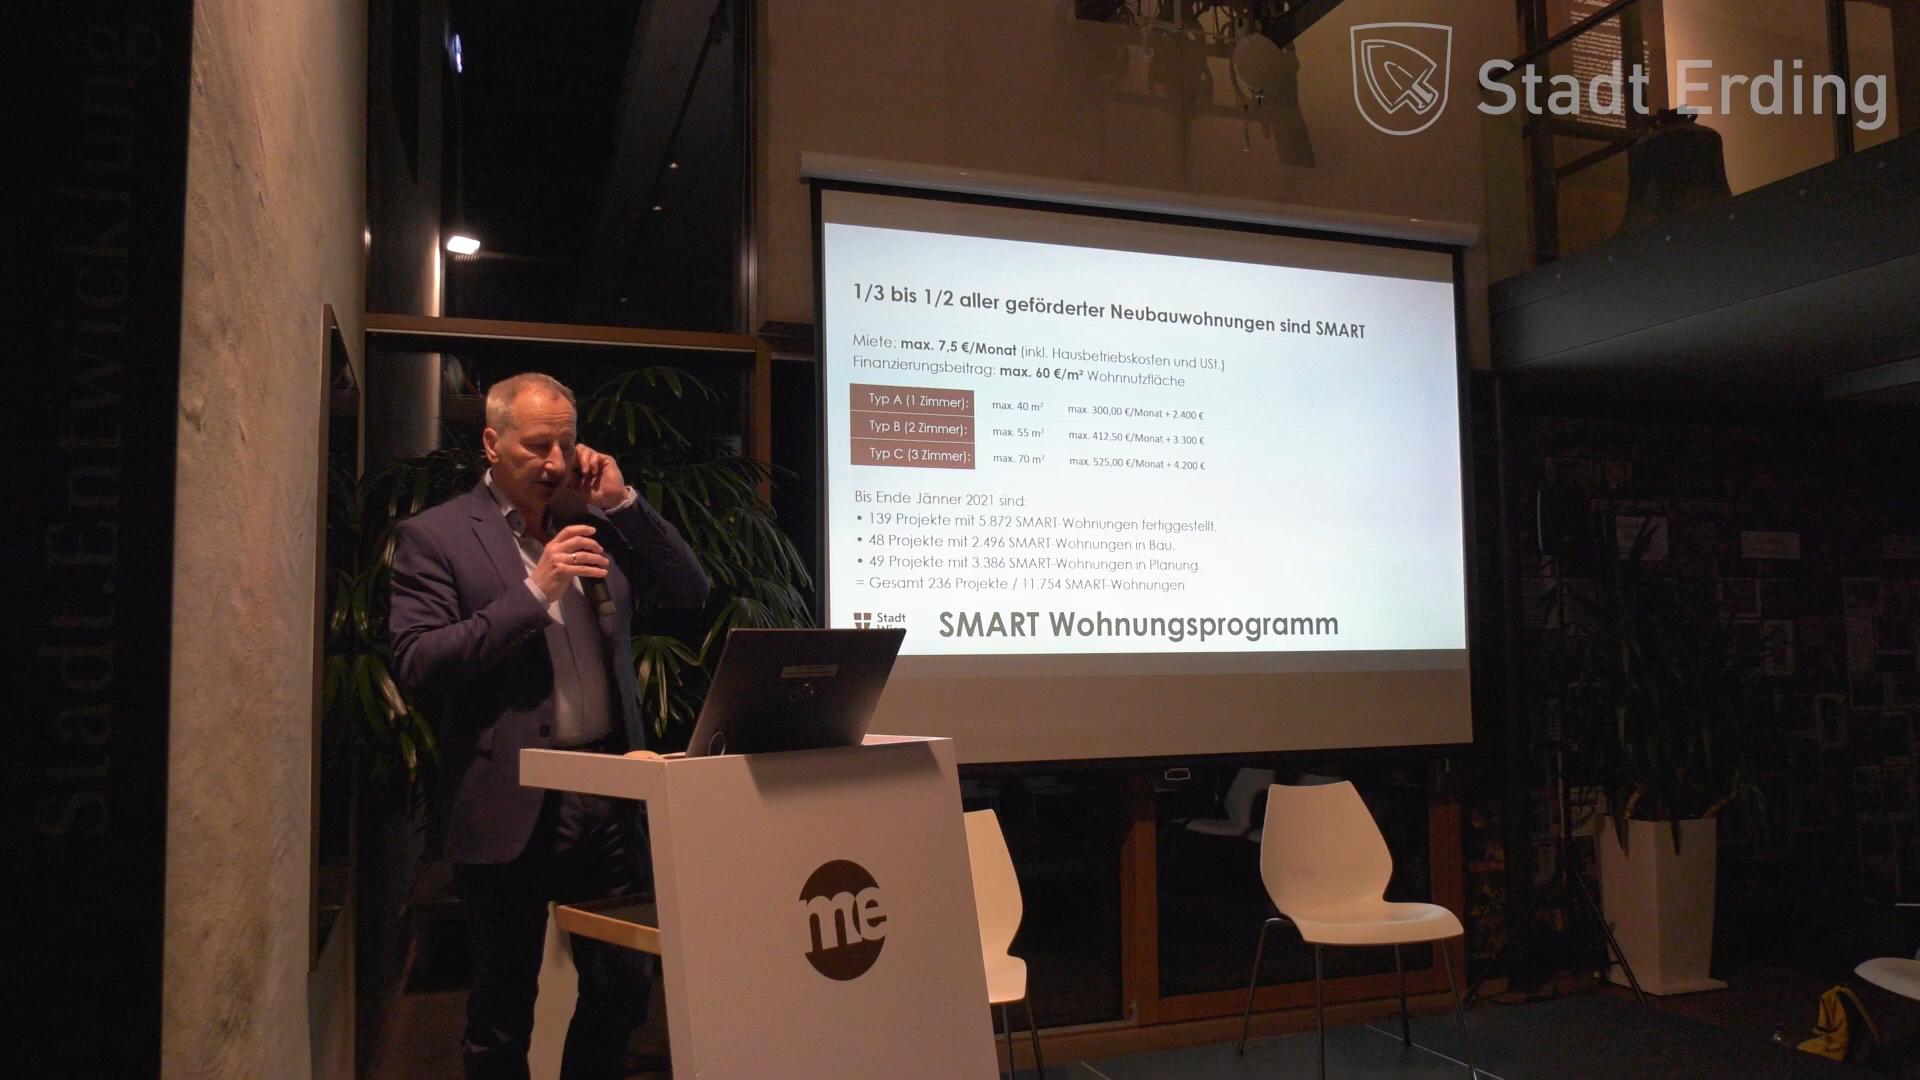 Stadt Erding
Stadt.Entwicklung
1/3 bis 1/2 aller geförderter Neubauwohnungen sind SMART
Miete: max. 7,5 €/Monat (inkl. Hausbetriebskosten und USt.)
Finanzierungsbeitrag: max. 60 €/m² Wohnnutzfläche
Typ A (1 Zimmer): max. 40 m² max. 300,00 €/Monat + 2.400 €
Typ B (2 Zimmer): max. 55 m² max. 412,50 €/Monat + 3.300 €
Typ C (3 Zimmer): max. 70 m² max. 525,00 €/Monat + 4.200 €
Bis Ende Jänner 2021 sind:
• 139 Projekte mit 5.872 SMART-Wohnungen fertiggestellt,
• 48 Projekte mit 2.496 SMART-Wohnungen in Bau,
• 49 Projekte mit 3.386 SMART-Wohnungen in Planung.
= Gesamt 236 Projekte / 11.754 SMART-Wohnungen
Stadt
SMART Wohnungsprogramm
me